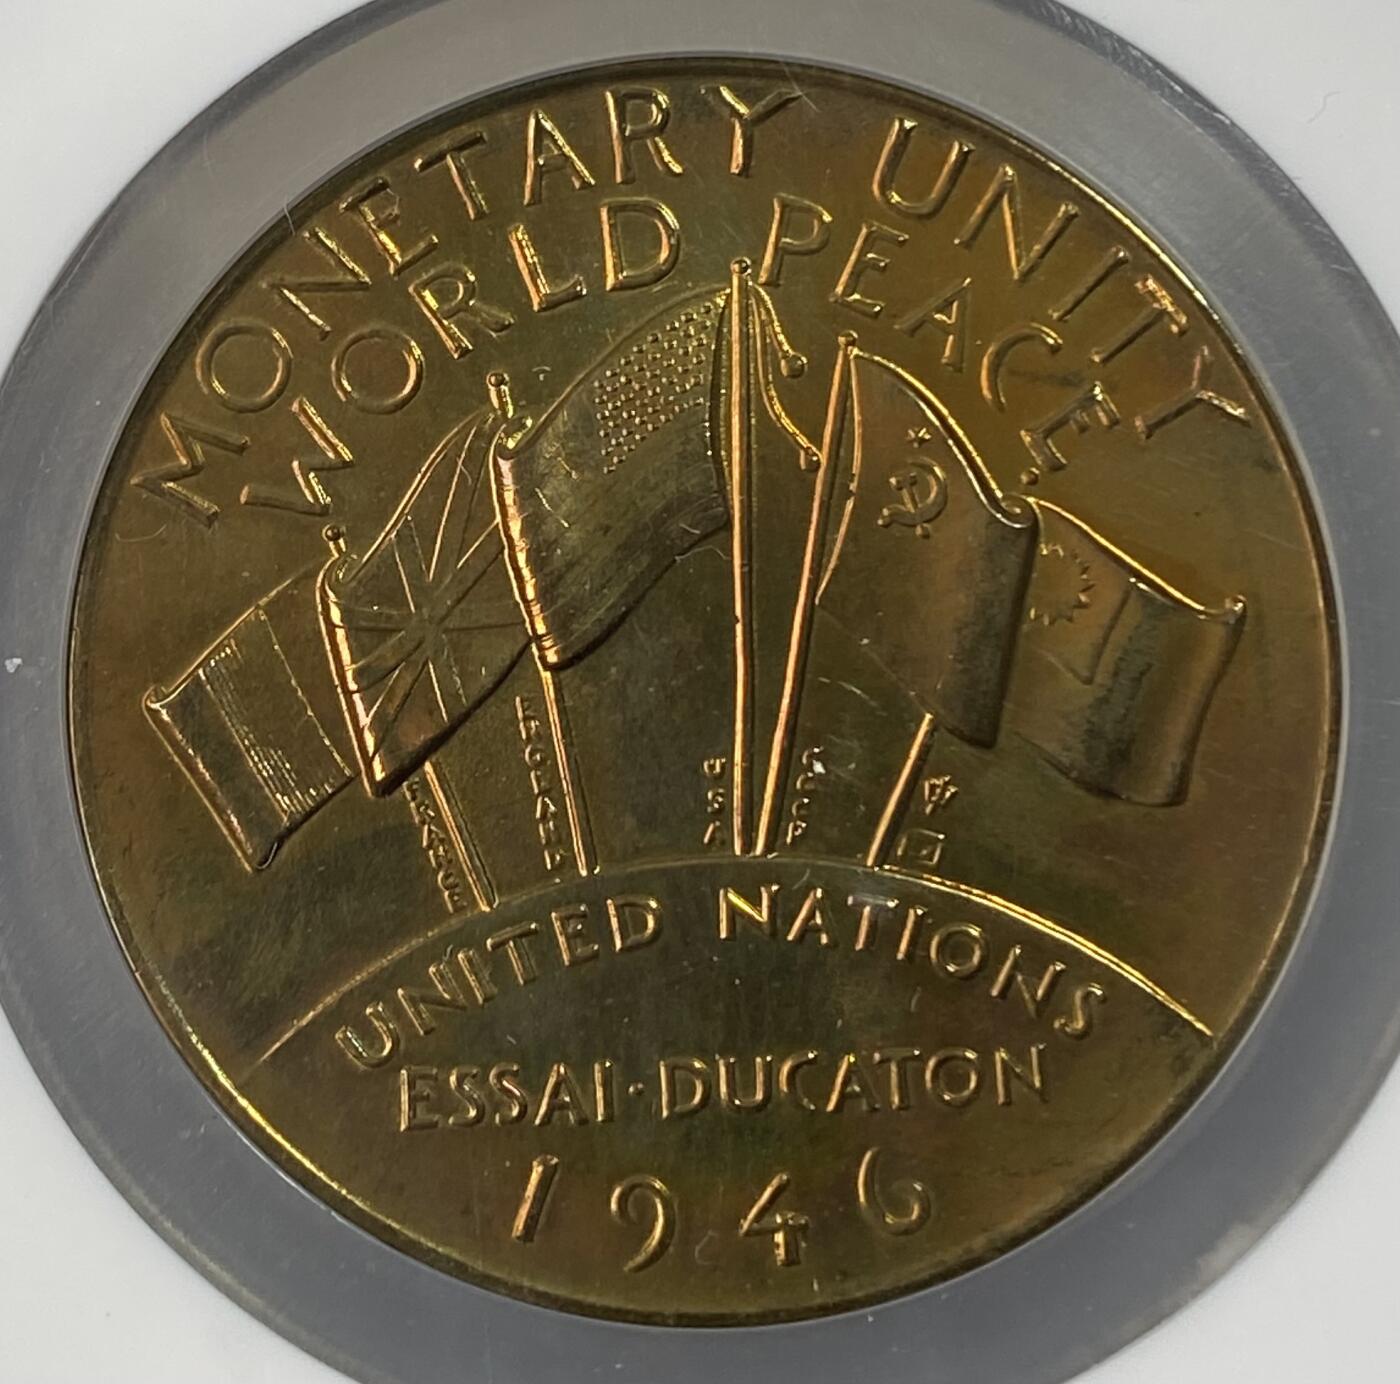 MONETARY UNITY
WORLD PEACE.
FRANCE
ENGLAND
USA
CCCP
UNITED NATIONS
ESSAI·DUCATON
1946